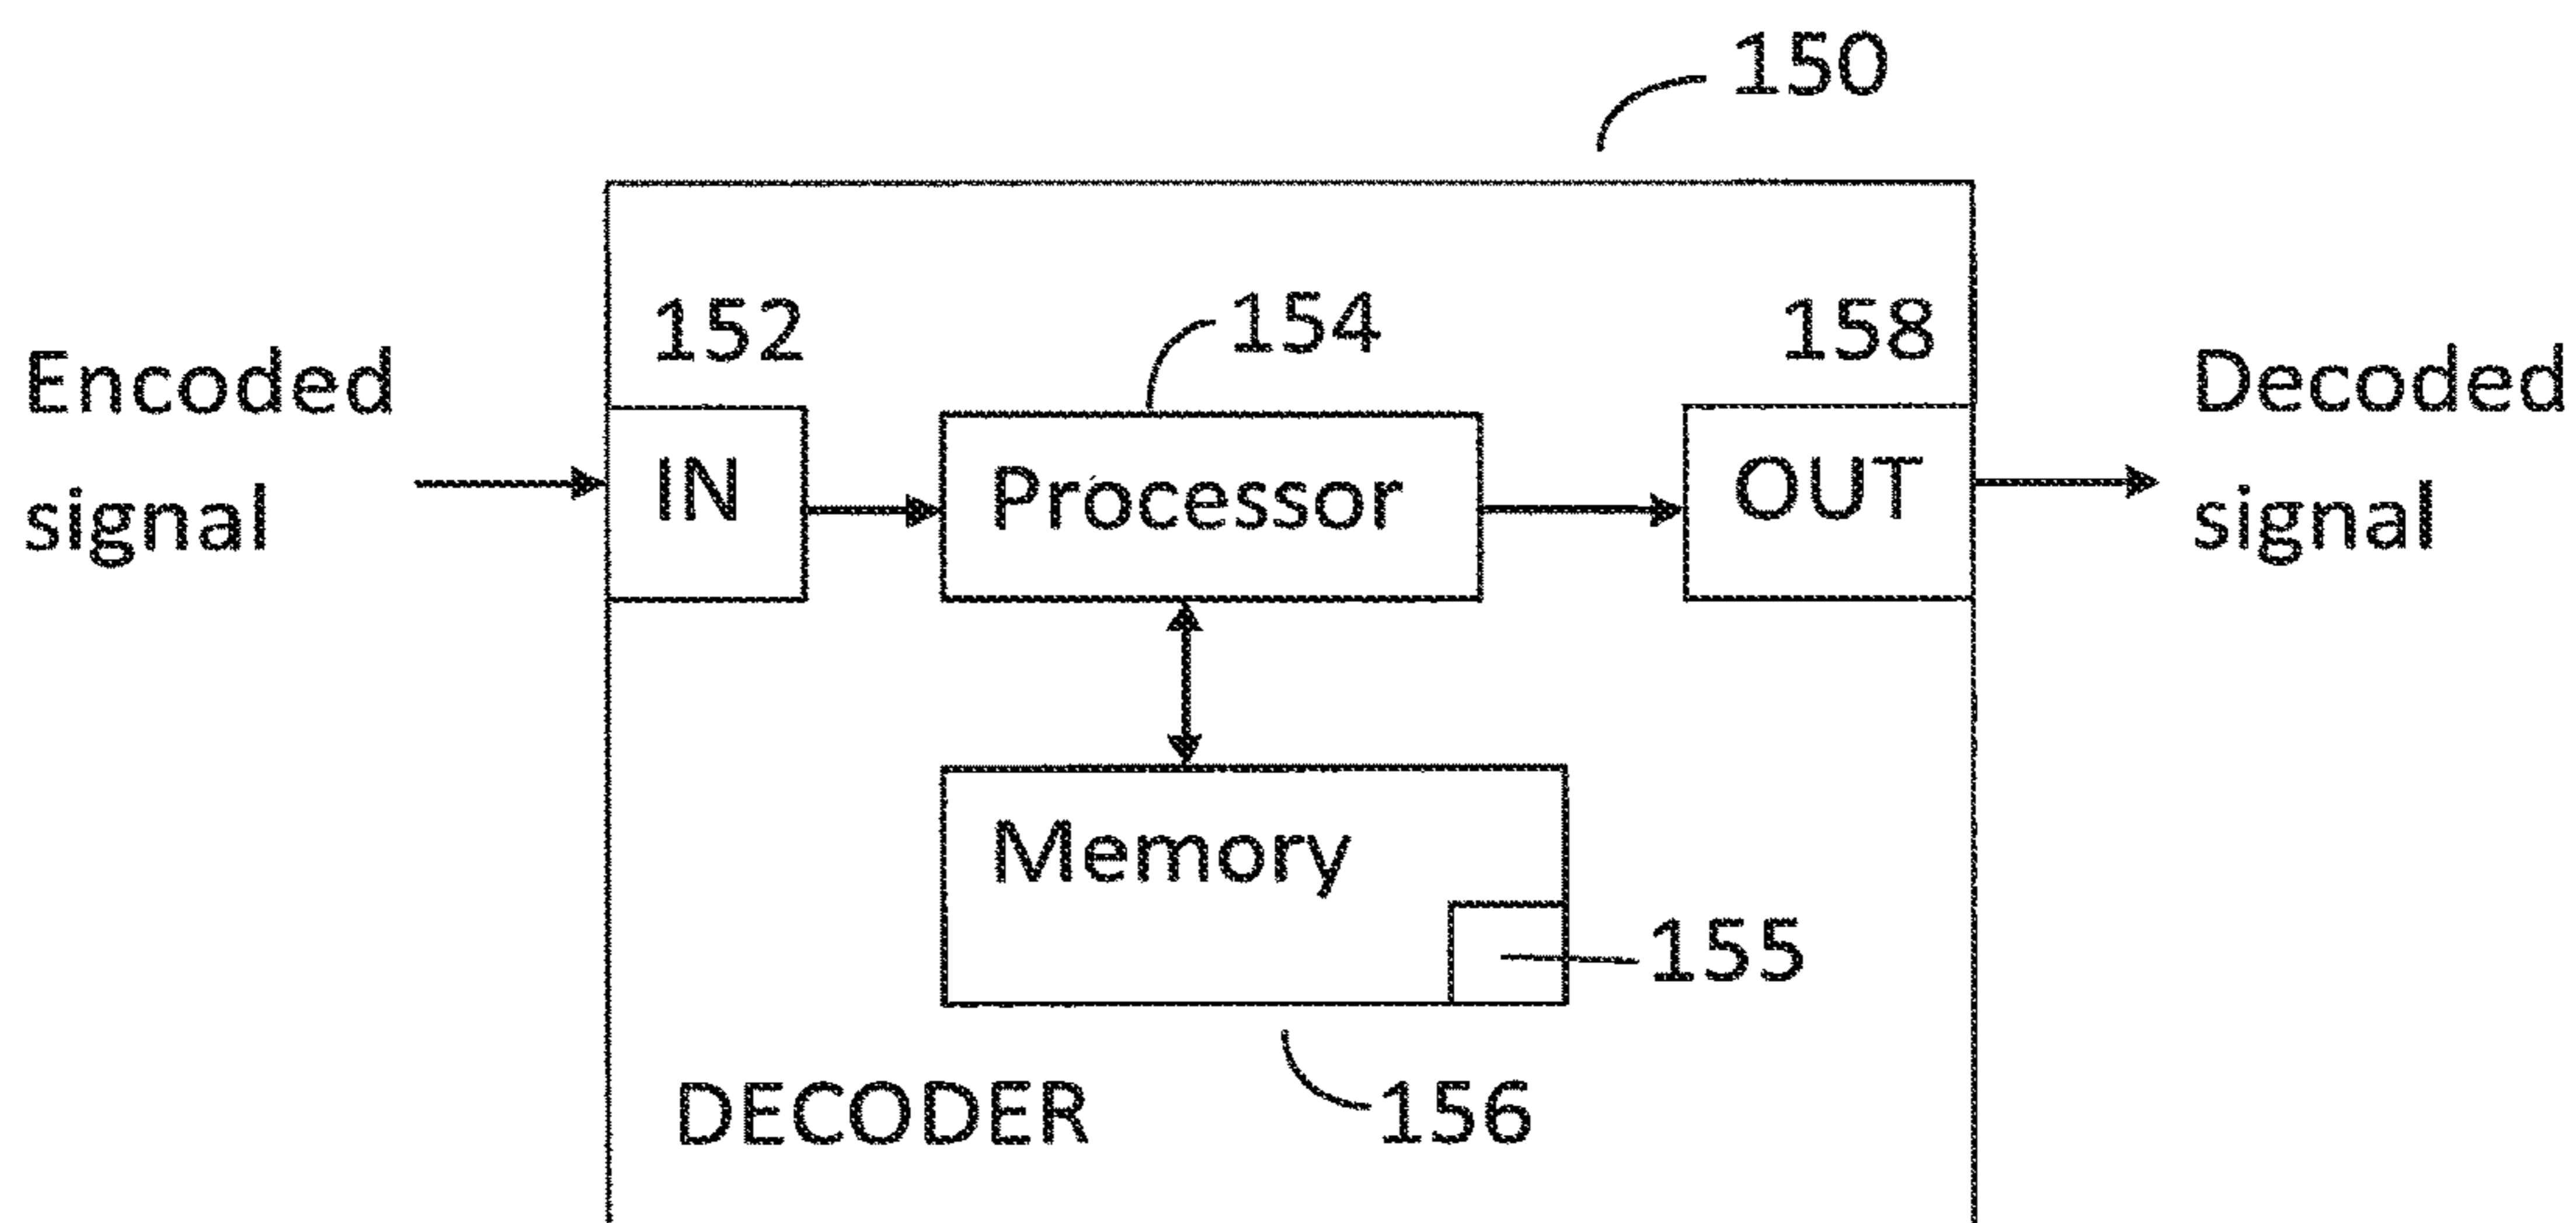 150
152
154
158
Encoded
signal
IN
Processor
OUT
Decoded
signal
Memory
155
DECODER
156